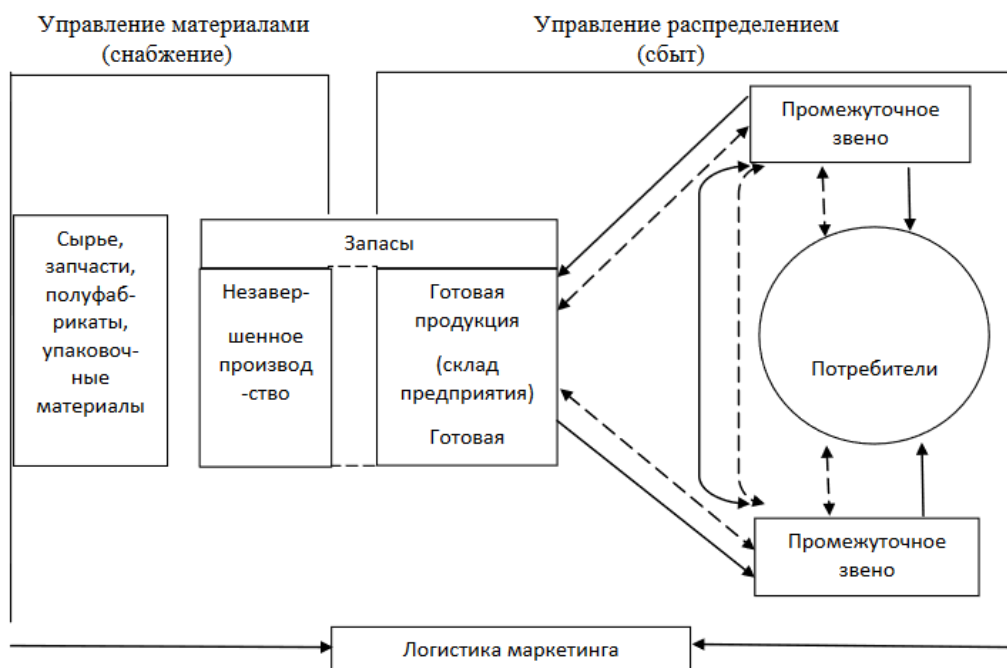 Управление материалами
(снабжение)
Управление распределением
(сбыт)
Промежуточное
звено
Сырье,
запчасти,
полуфаб-
рикаты,
упаковоч-
ные
материалы
Запасы
Незавер-
шенное
производ
-ство
Готовая
продукция
(склад
предприятия)
Готовая
Потребители
Промежуточное
звено
Логистика маркетинга